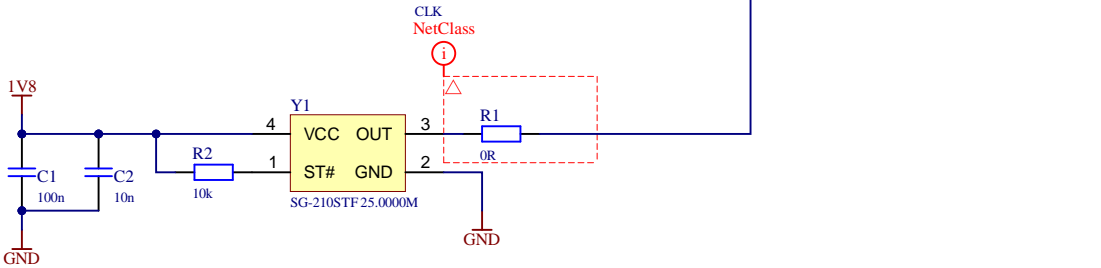 CLK
NetClass
i
1V8
Y1
R1
4 VCC OUT 3
0R
R2
1 ST# GND 2
C1
C2
100n
10n
10k
SG-210STF 25.0000M
GND
GND